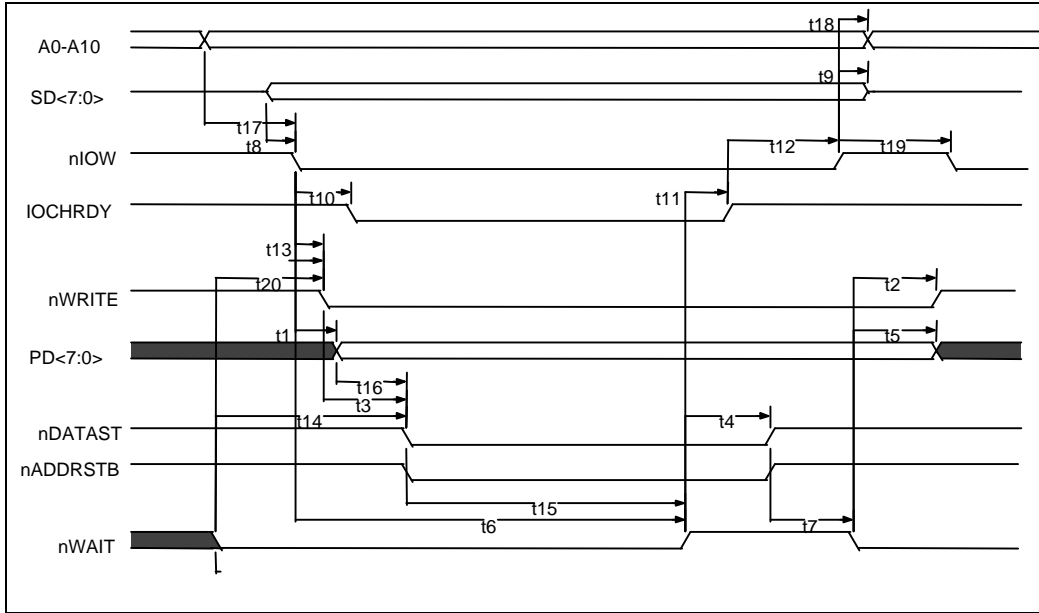 t18
A0-A10
t9
SD<7:0>
t17
t8
t12
t19
nIOW
t10
t11
IOCHRDY
t13
t20
t2
nWRITE
t1
t5
PD<7:0>
t16
t3
t14
t4
nDATAST
nADDRSTB
t15
t6
t7
nWAIT